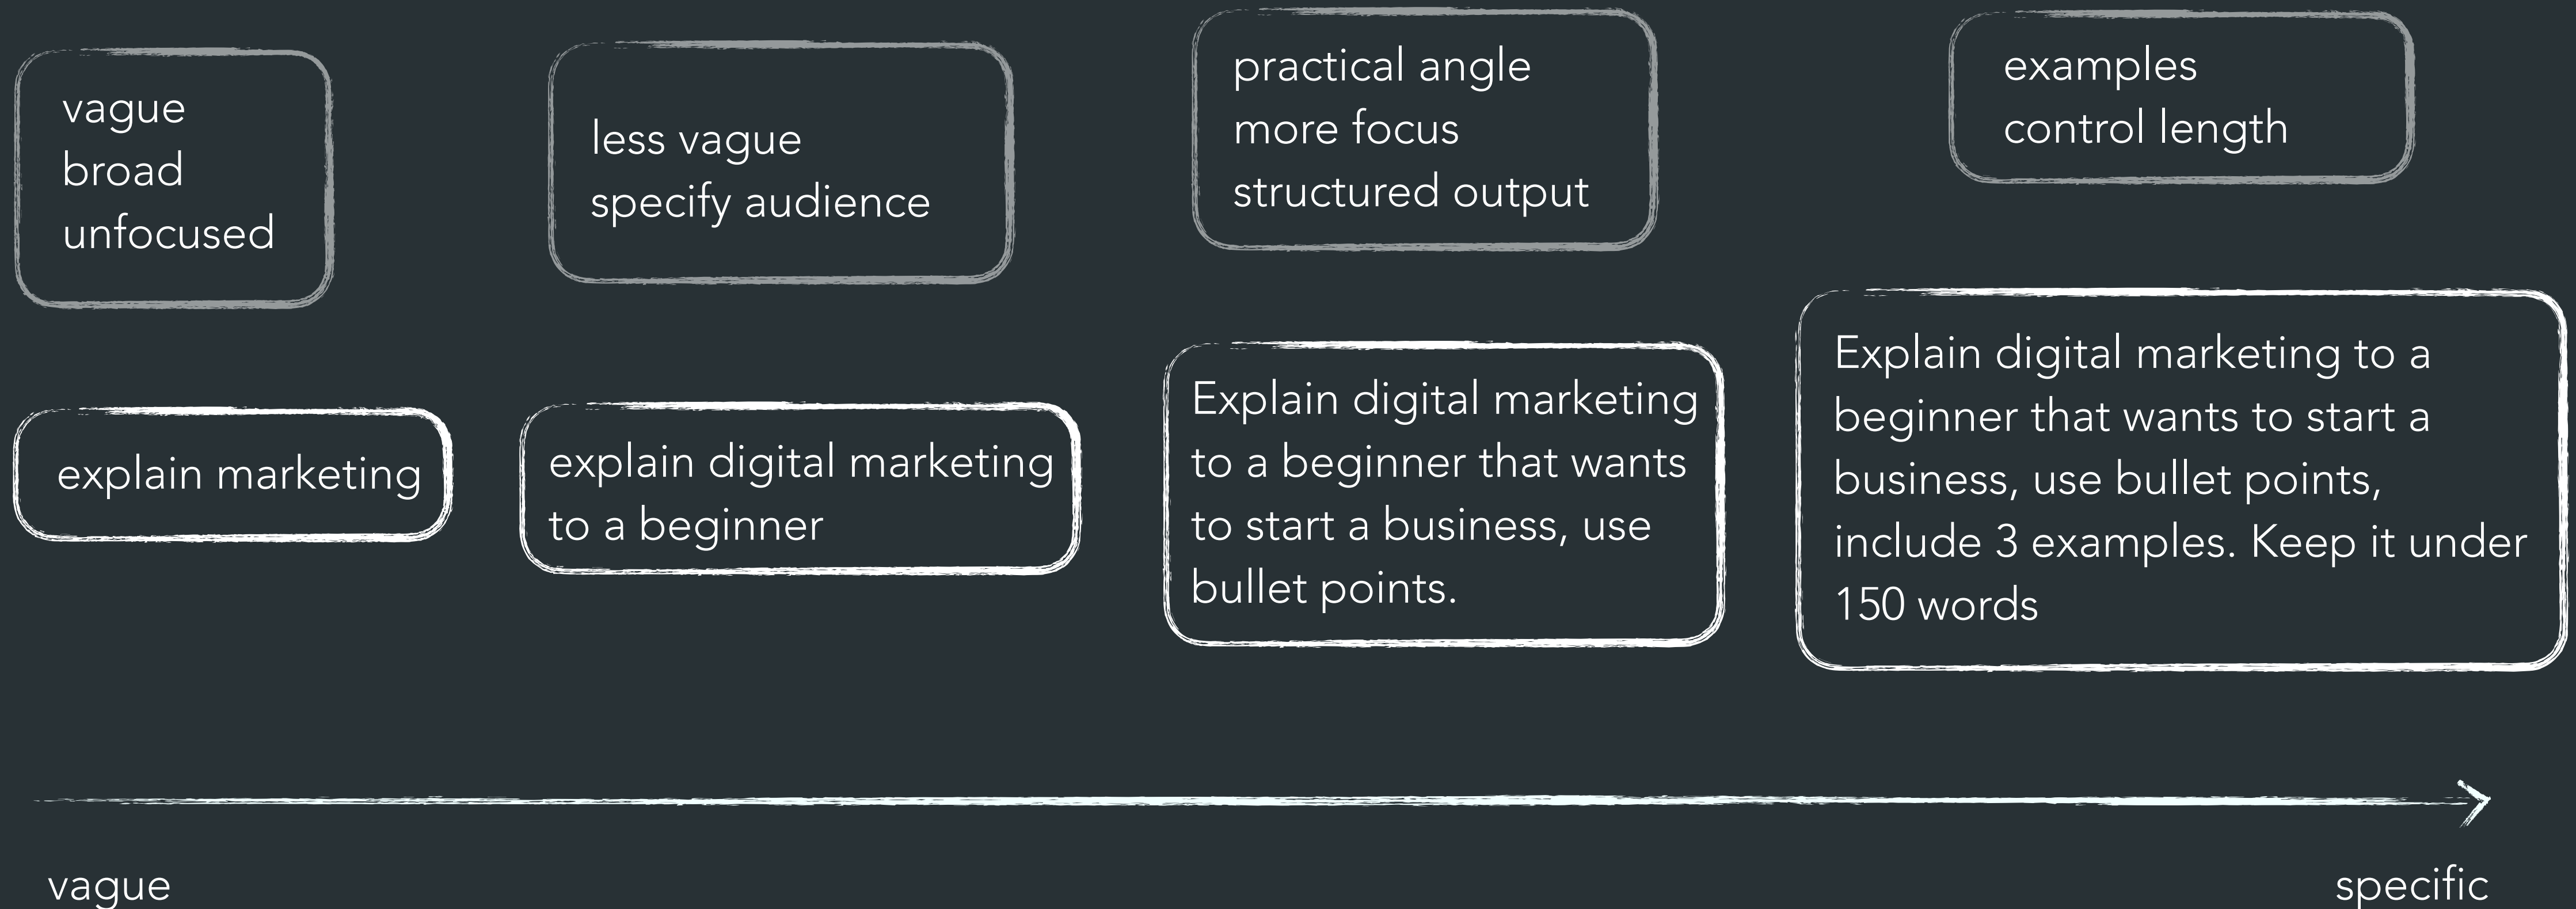 vague
broad
unfocused
less vague
specify audience
practical angle
more focus
structured output
examples
control length
explain marketing
explain digital marketing
to a beginner
Explain digital marketing
to a beginner that wants
to start a business, use
bullet points.
Explain digital marketing to a
beginner that wants to start a
business, use bullet points,
include 3 examples. Keep it under
150 words
vague
specific